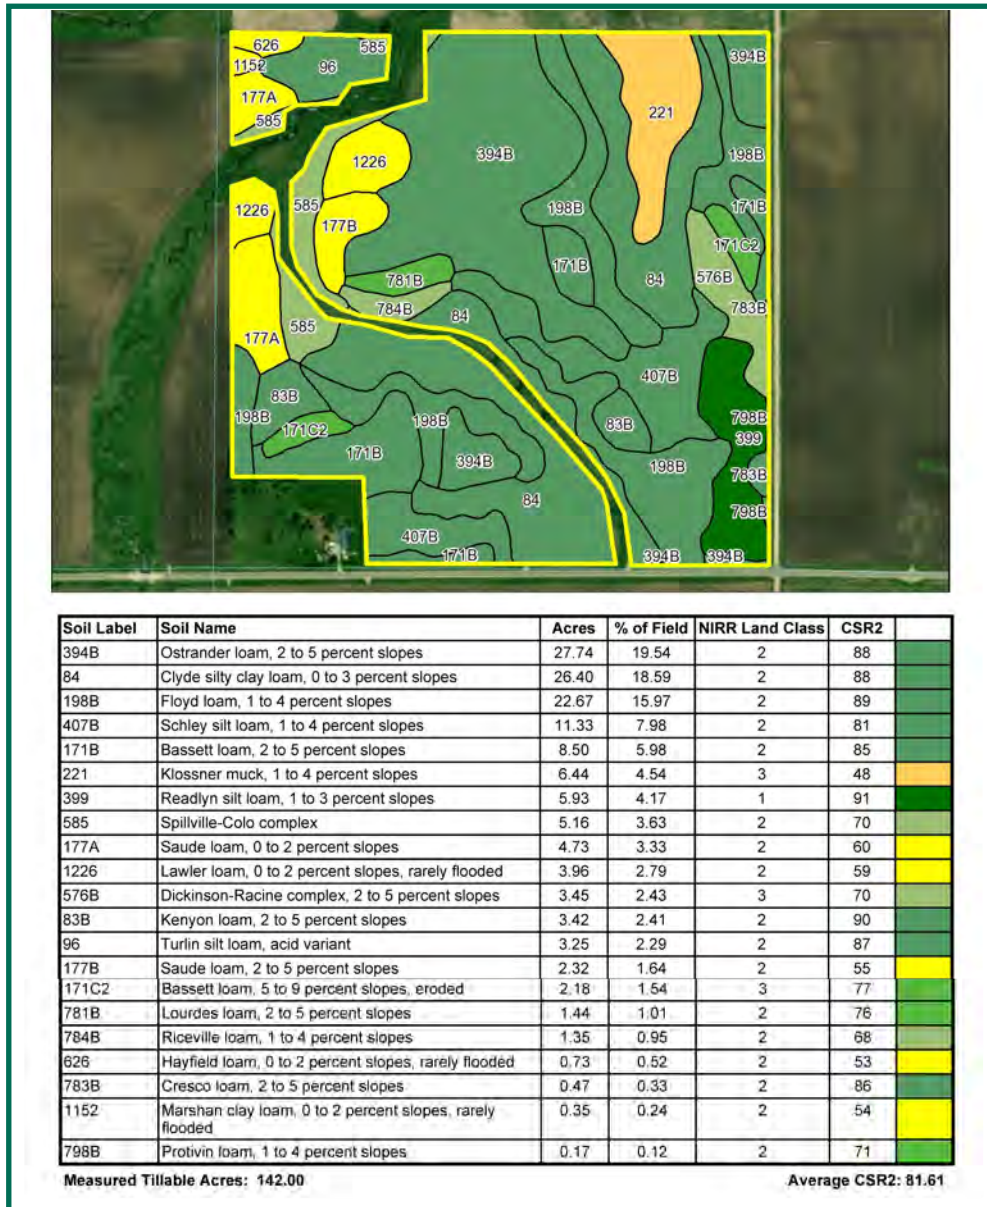 626
585
1152
96
394B
177A
221
585
394B
1226
198B
1226
585
198B
171B
177B
171C2
171B
781B
84
576B
784B
783B
84
585
177A
407B
83B
198B
198B
83B
798B
171C2
399
171B
198B
394B
783B
84
798B
407B
171B
394B
394B
Soil Label Soil Name Acres % of Field NIRR Land Class CSR2
394B Ostrander loam, 2 to 5 percent slopes 27.74 19.54 2 88
84 Clyde silty clay loam, 0 to 3 percent slopes 26.40 18.59 2 88
198B Floyd loam, 1 to 4 percent slopes 22.67 15.97 2 89
407B Schley silt loam, 1 to 4 percent slopes 11.33 7.98 2 81
171B Bassett loam, 2 to 5 percent slopes 8.50 5.98 2 85
221 Klossner muck, 1 to 4 percent slopes 6.44 4.54 3 48
399 Readlyn silt loam, 1 to 3 percent slopes 5.93 4.17 1 91
585 Spillville-Colo complex 5.16 3.63 2 70
177A Saude loam, 0 to 2 percent slopes 4.73 3.33 2 60
1226 Lawler loam, 0 to 2 percent slopes, rarely flooded 3.96 2.79 2 59
576B Dickinson-Racine complex, 2 to 5 percent slopes 3.45 2.43 3 70
83B Kenyon loam, 2 to 5 percent slopes 3.42 2.41 2 90
96 Turlin silt loam, acid variant 3.25 2.29 2 87
177B Saude loam, 2 to 5 percent slopes 2.32 1.64 2 55
171C2 Bassett loam, 5 to 9 percent slopes, eroded 2.18 1.54 3 77
781B Lourdes loam, 2 to 5 percent slopes 1.44 1.01 2 76
784B Riceville loam, 1 to 4 percent slopes 1.35 0.95 2 68
626 Hayfield loam, 0 to 2 percent slopes, rarely flooded 0.73 0.52 2 53
783B Cresco loam, 2 to 5 percent slopes 0.47 0.33 2 86
1152 Marshan clay loam, 0 to 2 percent slopes, rarely 0.35 0.24 2 54
flooded
798B Protivin loam, 1 to 4 percent slopes 0.17 0.12 2 71
Measured Tillable Acres: 142.00 Average CSR2: 81.61